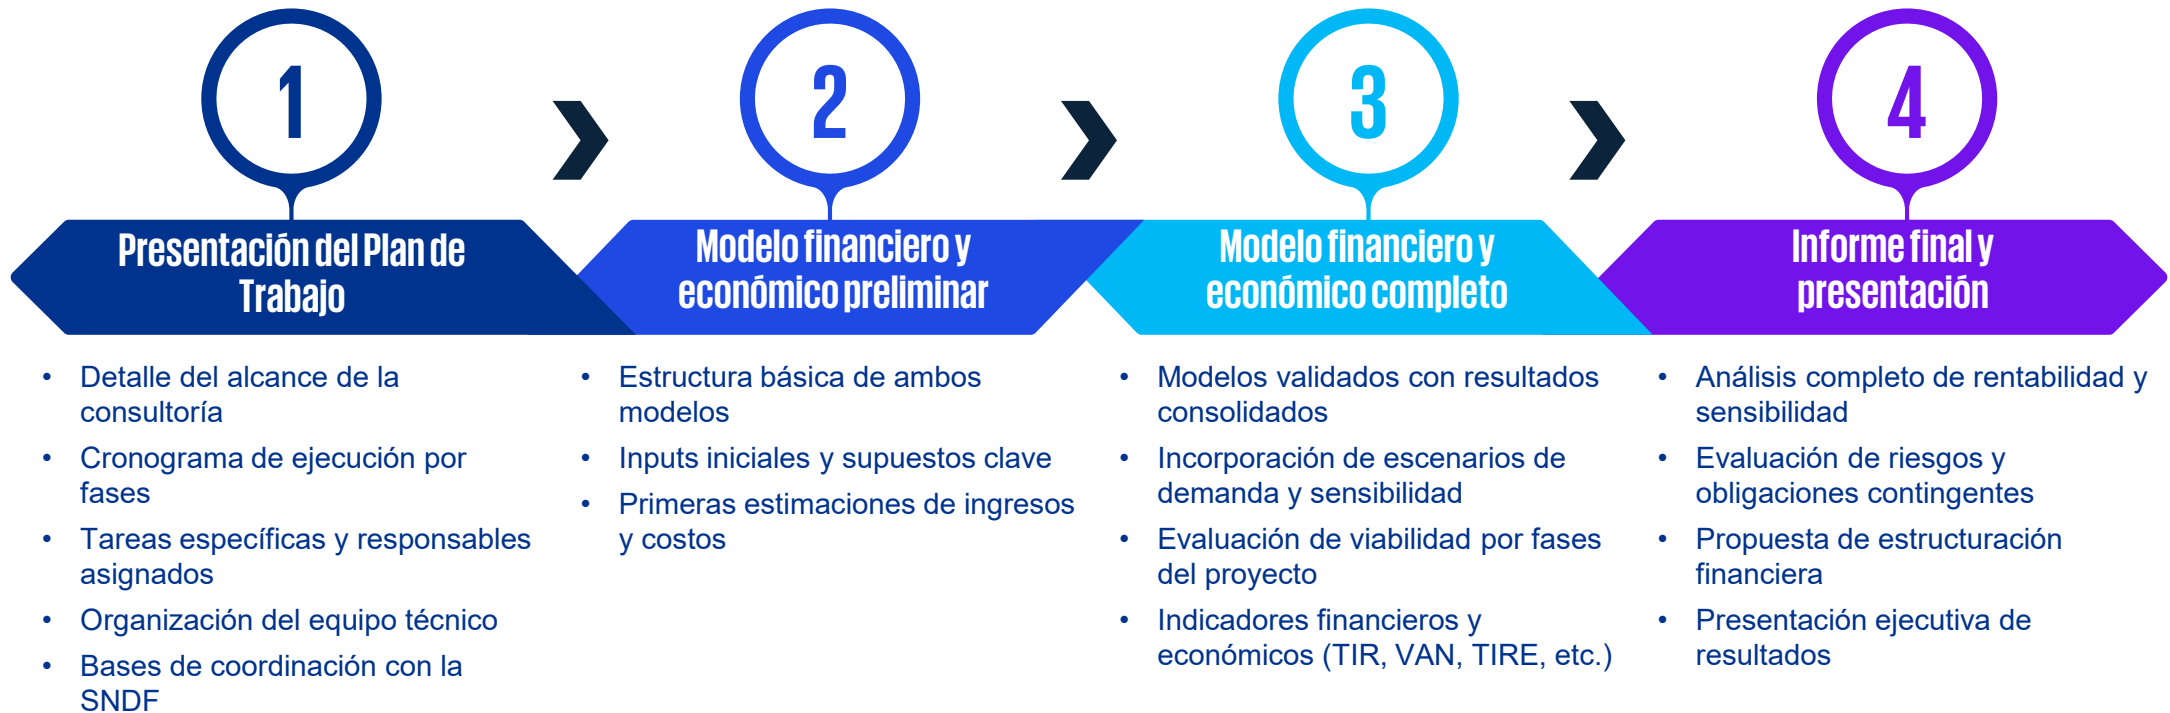 1
Presentación del Plan de
Trabajo
• Detalle del alcance de la
consultoría
• Cronograma de ejecución por
fases
• Tareas específicas y responsables
asignados
• Organización del equipo técnico
• Bases de coordinación con la
SNDF
2
Modelo financiero y
económico preliminar
• Estructura básica de ambos
modelos
• Inputs iniciales y supuestos clave
• Primeras estimaciones de ingresos
y costos
3
Modelo financiero y
económico completo
• Modelos validados con resultados
consolidados
• Incorporación de escenarios de
demanda y sensibilidad
• Evaluación de viabilidad por fases
del proyecto
• Indicadores financieros y
económicos (TIR, VAN, TIRE, etc.)
4
Informe final y
presentación
• Análisis completo de rentabilidad y
sensibilidad
• Evaluación de riesgos y
obligaciones contingentes
• Propuesta de estructuración
financiera
• Presentación ejecutiva de
resultados